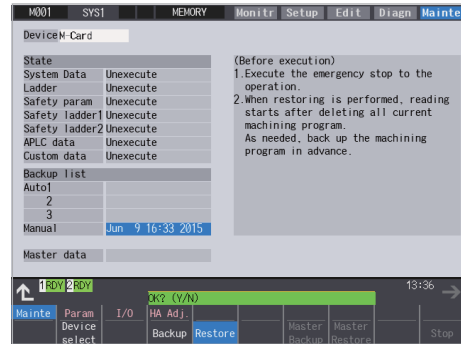 M001 SYS1 MEMORY Monitr Setup Edit Diagn Mainte
Device M-Card
State
System Data Unexecute
Ladder Unexecute
Safety param Unexecute
Safety ladder1 Unexecute
Safety ladder2 Unexecute
APLC data Unexecute
Custom data Unexecute
Backup list
Auto1
2
3
Manual Jun 9 16:33 2015
Master data
(Before execution)
1.Execute the emergency stop to the
operation.
2.When restoring is performed, reading
starts after deleting all current
machining program.
As needed, back up the machining
program in advance.
1 RDY 2 RDY 13:36
OK? (Y/N)
Mainte Param I/O HA Adj.
Device select Backup Restore Master Backup Master Restore Stop